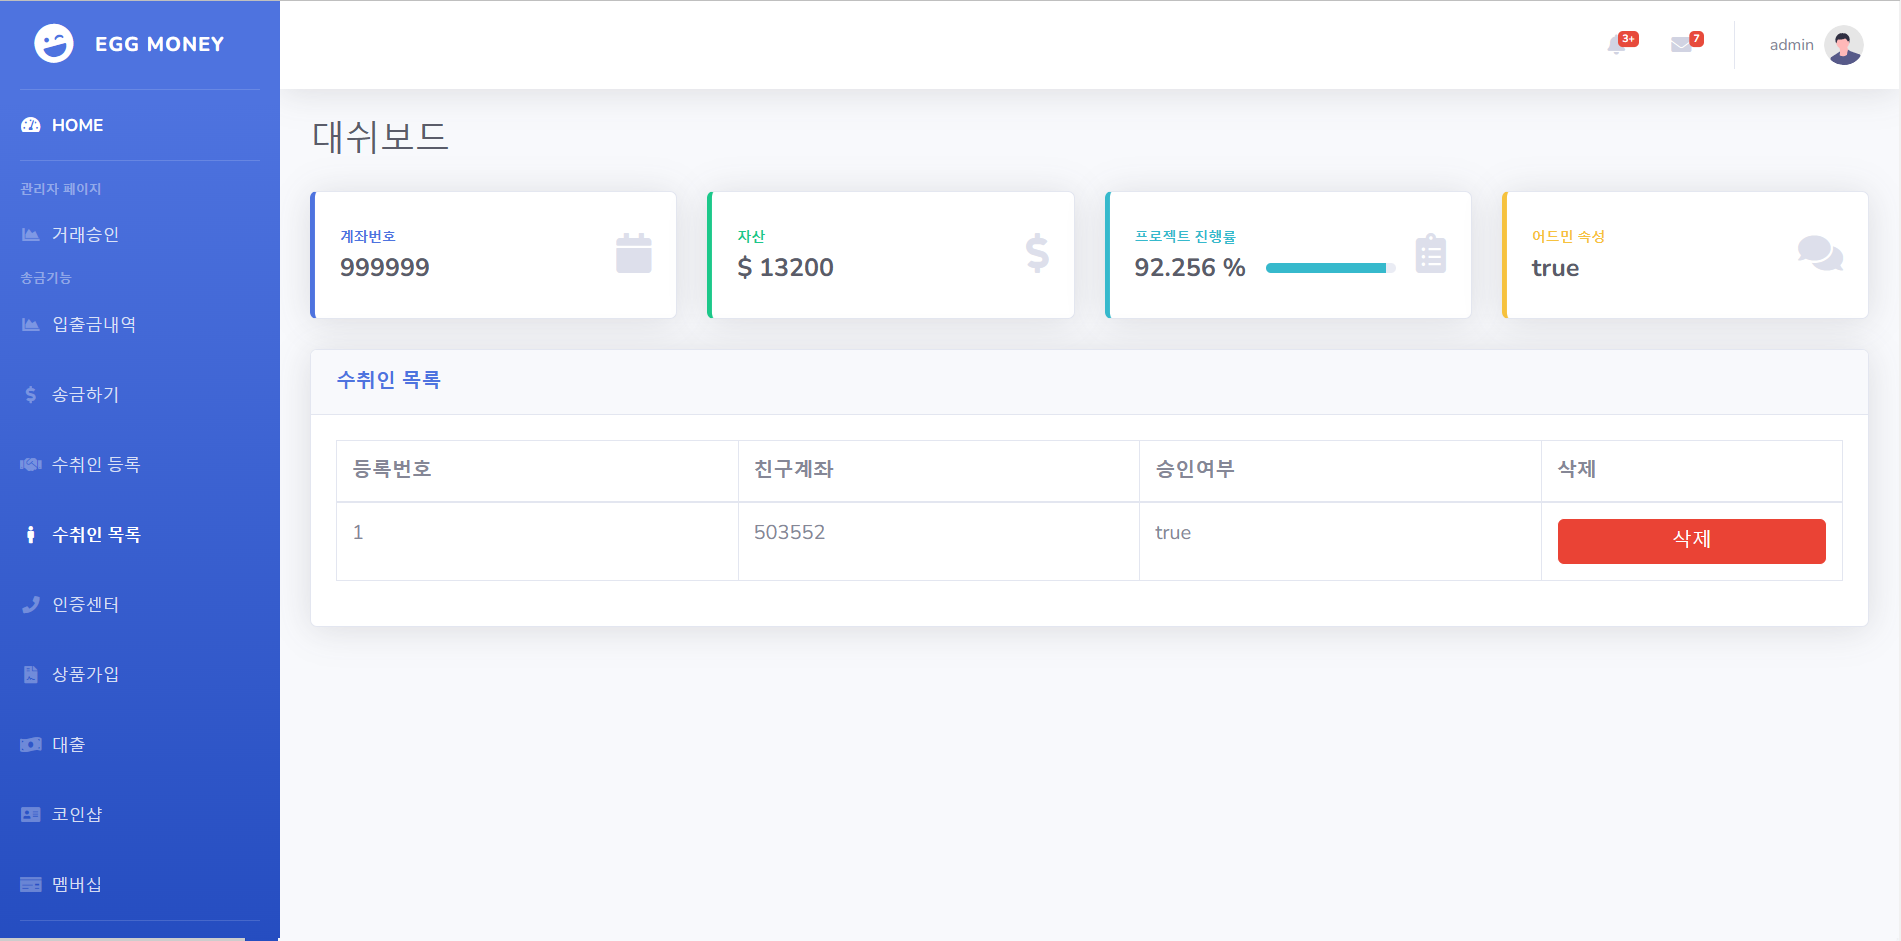 EGG MONEY
HOME
관리자 페이지
거래승인
송금기능
입출금내역
송금하기
수취인 등록
수취인 목록
인증센터
상품가입
대출
코인샵
멤버십
3+
7
admin
대쉬보드
계좌번호
999999
자산
$ 13200
프로젝트 진행률
92.256 %
어드민 속성
true
수취인 목록
등록번호 친구계좌 승인여부 삭제
1 503552 true 삭제